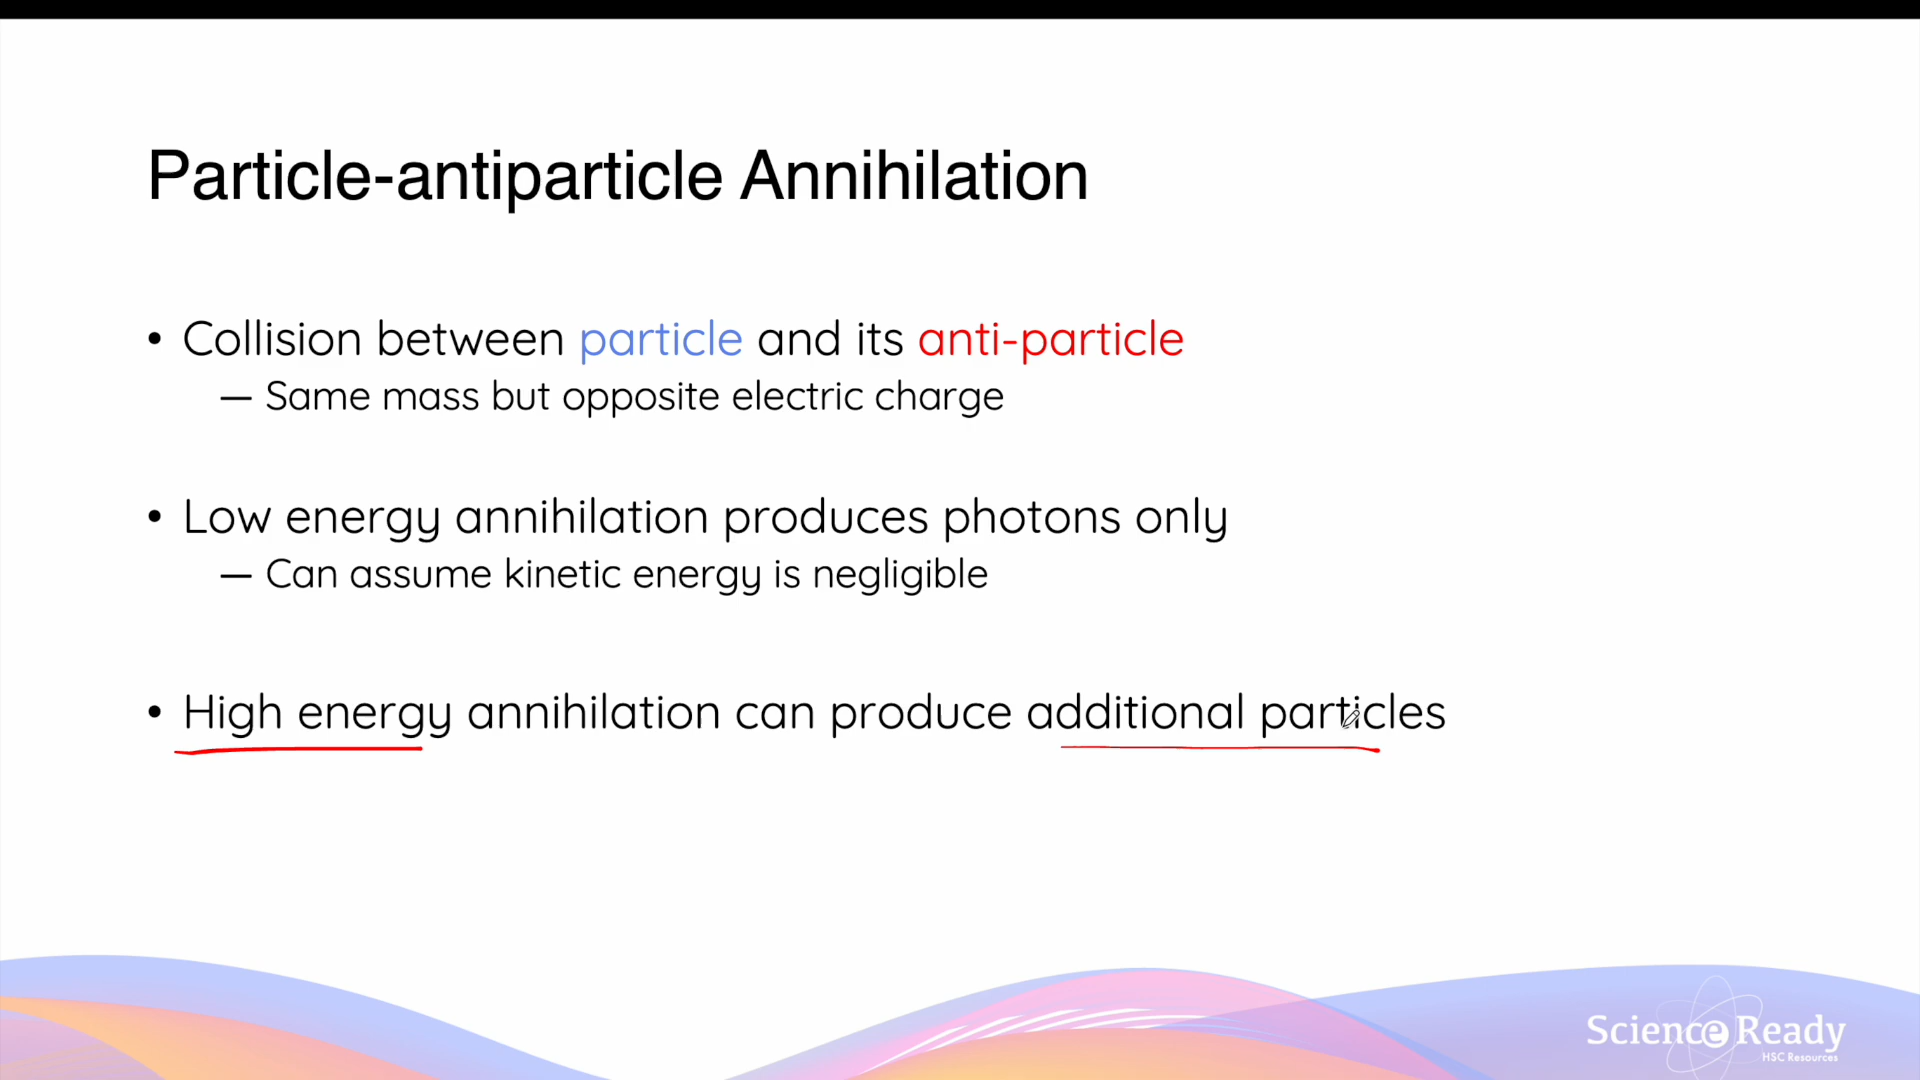 Particle-antiparticle Annihilation
• Collision between particle and its anti-particle
— Same mass but opposite electric charge
• Low energy annihilation produces photons only
— Can assume kinetic energy is negligible
• High energy annihilation can produce additional particles
Science Ready
HSC Resources